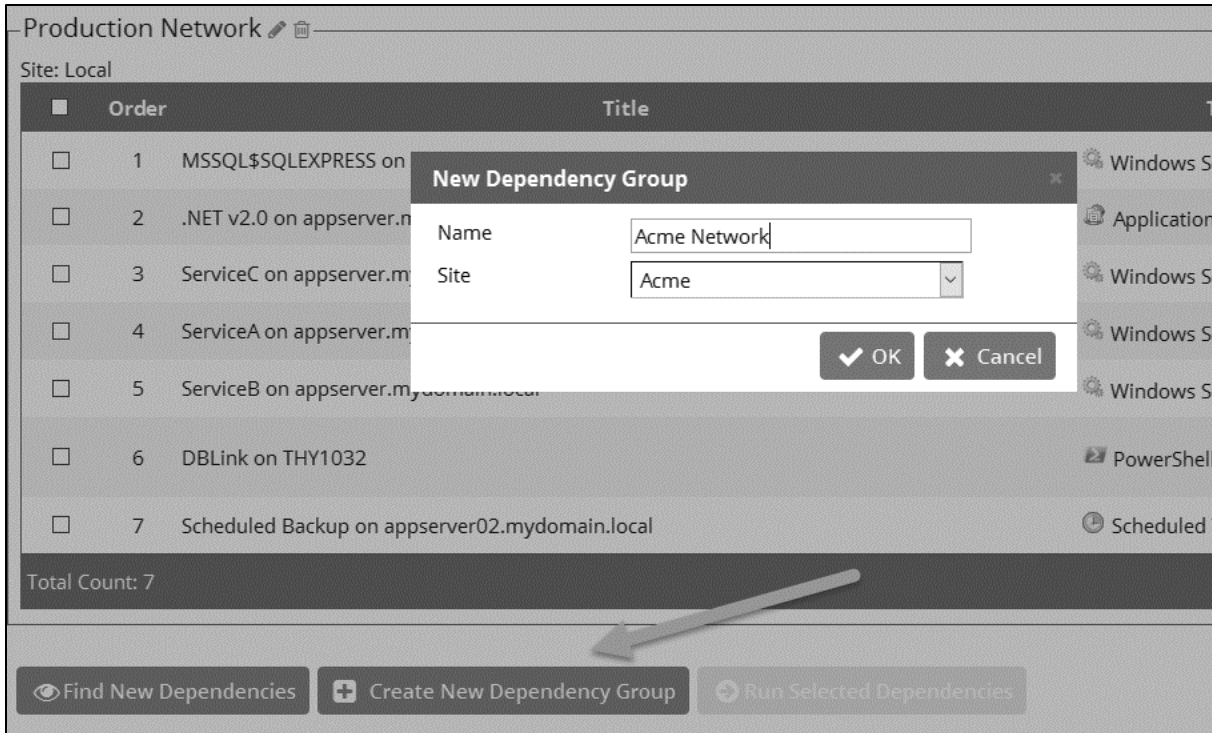 Production Network
Site: Local
Order Title T
1 MSSQL$SQLEXPRESS on
2 .NET v2.0 on appserver.m
3 ServiceC on appserver.my
4 ServiceA on appserver.m
5 ServiceB on appserver.mydomain.local
6 DBLink on THY1032
7 Scheduled Backup on appserver02.mydomain.local
Windows S
Application
Windows S
Windows S
Windows S
PowerShell
Scheduled
New Dependency Group
Name Acme Network
Site Acme
OK Cancel
Total Count: 7
Find New Dependencies Create New Dependency Group Run Selected Dependencies